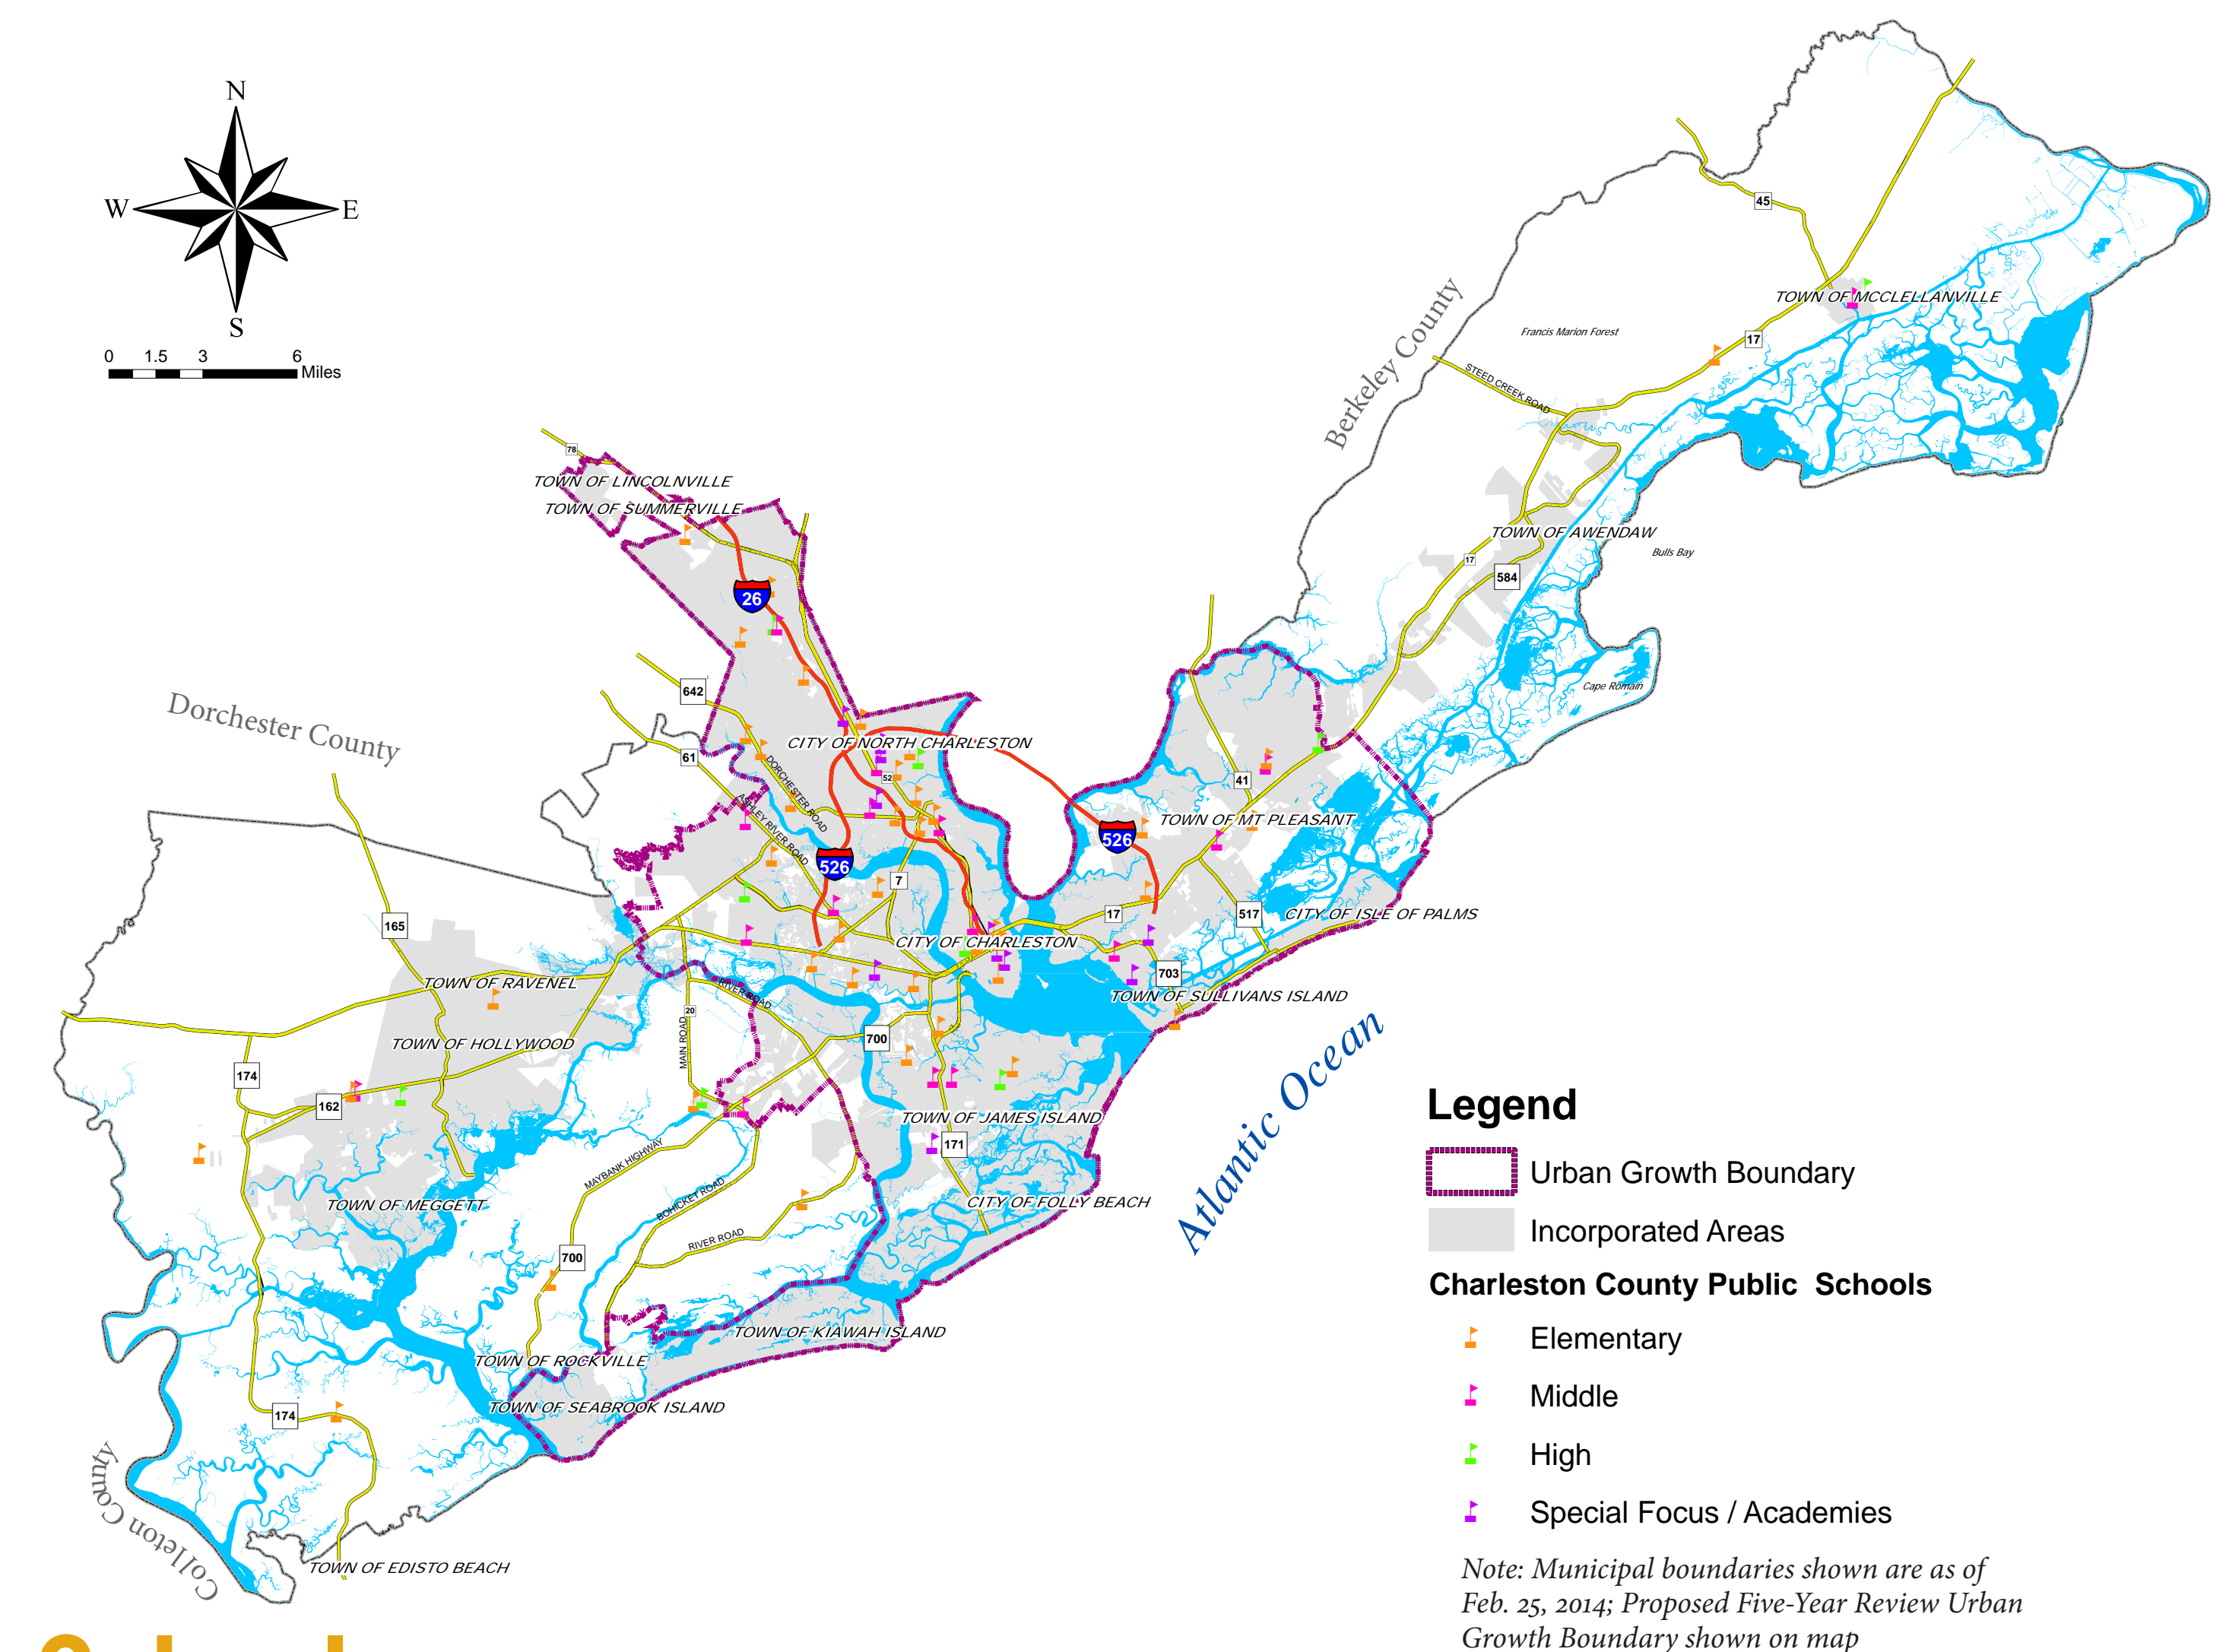 N
W
E
S
0 1.5 3 6
Miles
Dorchester County
Berkeley County
Colleton County
Atlantic Ocean
Francis Marion Forest
Bulls Bay
Cape Romain
45
TOWN OF MCCLELLANVILLE
17
STEED CREEK ROAD
TOWN OF AWENDAW
17
584
78
TOWN OF LINCOLNVILLE
TOWN OF SUMMERVILLE
26
642
61
CITY OF NORTH CHARLESTON
52
DORCHESTER ROAD
ASHLEY RIVER ROAD
526
526
41
TOWN OF MT PLEASANT
7
17
517
CITY OF ISLE OF PALMS
CITY OF CHARLESTON
703
TOWN OF SULLIVANS ISLAND
165
TOWN OF RAVENEL
RIVER ROAD
20
MAIN ROAD
700
TOWN OF HOLLYWOOD
174
162
TOWN OF JAMES ISLAND
171
MAYBANK HIGHWAY
BOHICKET ROAD
RIVER ROAD
TOWN OF MEGGETT
CITY OF FOLLY BEACH
700
TOWN OF KIAWAH ISLAND
TOWN OF ROCKVILLE
TOWN OF SEABROOK ISLAND
174
TOWN OF EDISTO BEACH
Legend
Urban Growth Boundary
Incorporated Areas
Charleston County Public Schools
Elementary
Middle
High
Special Focus / Academies
Note: Municipal boundaries shown are as of
Feb. 25, 2014; Proposed Five-Year Review Urban
Growth Boundary shown on map